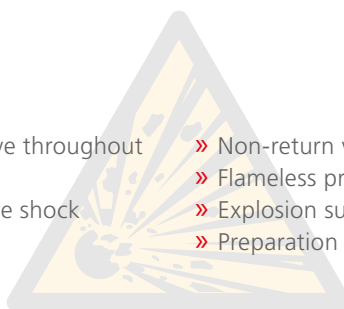 ve throughout
e shock
» Non-return v
» Flameless pr
» Explosion su
» Preparation